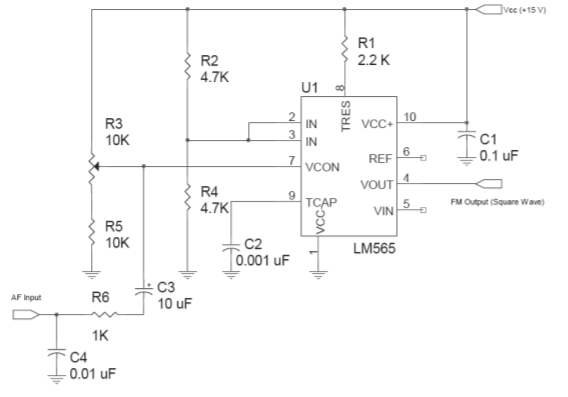 Vcc (+15 V)
R1
2.2 K
R2
4.7K
U1
8
R3
10K
2
IN
TRES
VCC+
10
3
IN
C1
0.1 uF
7
VCON
REF
6
VOUT
4
R4
4.7K
9
TCAP
VIN
5
FM Output (Square Wave)
R5
10K
VCC-
C2
0.001 uF
1
LM565
AF Input
R6
C3
+
10 uF
1K
C4
0.01 uF